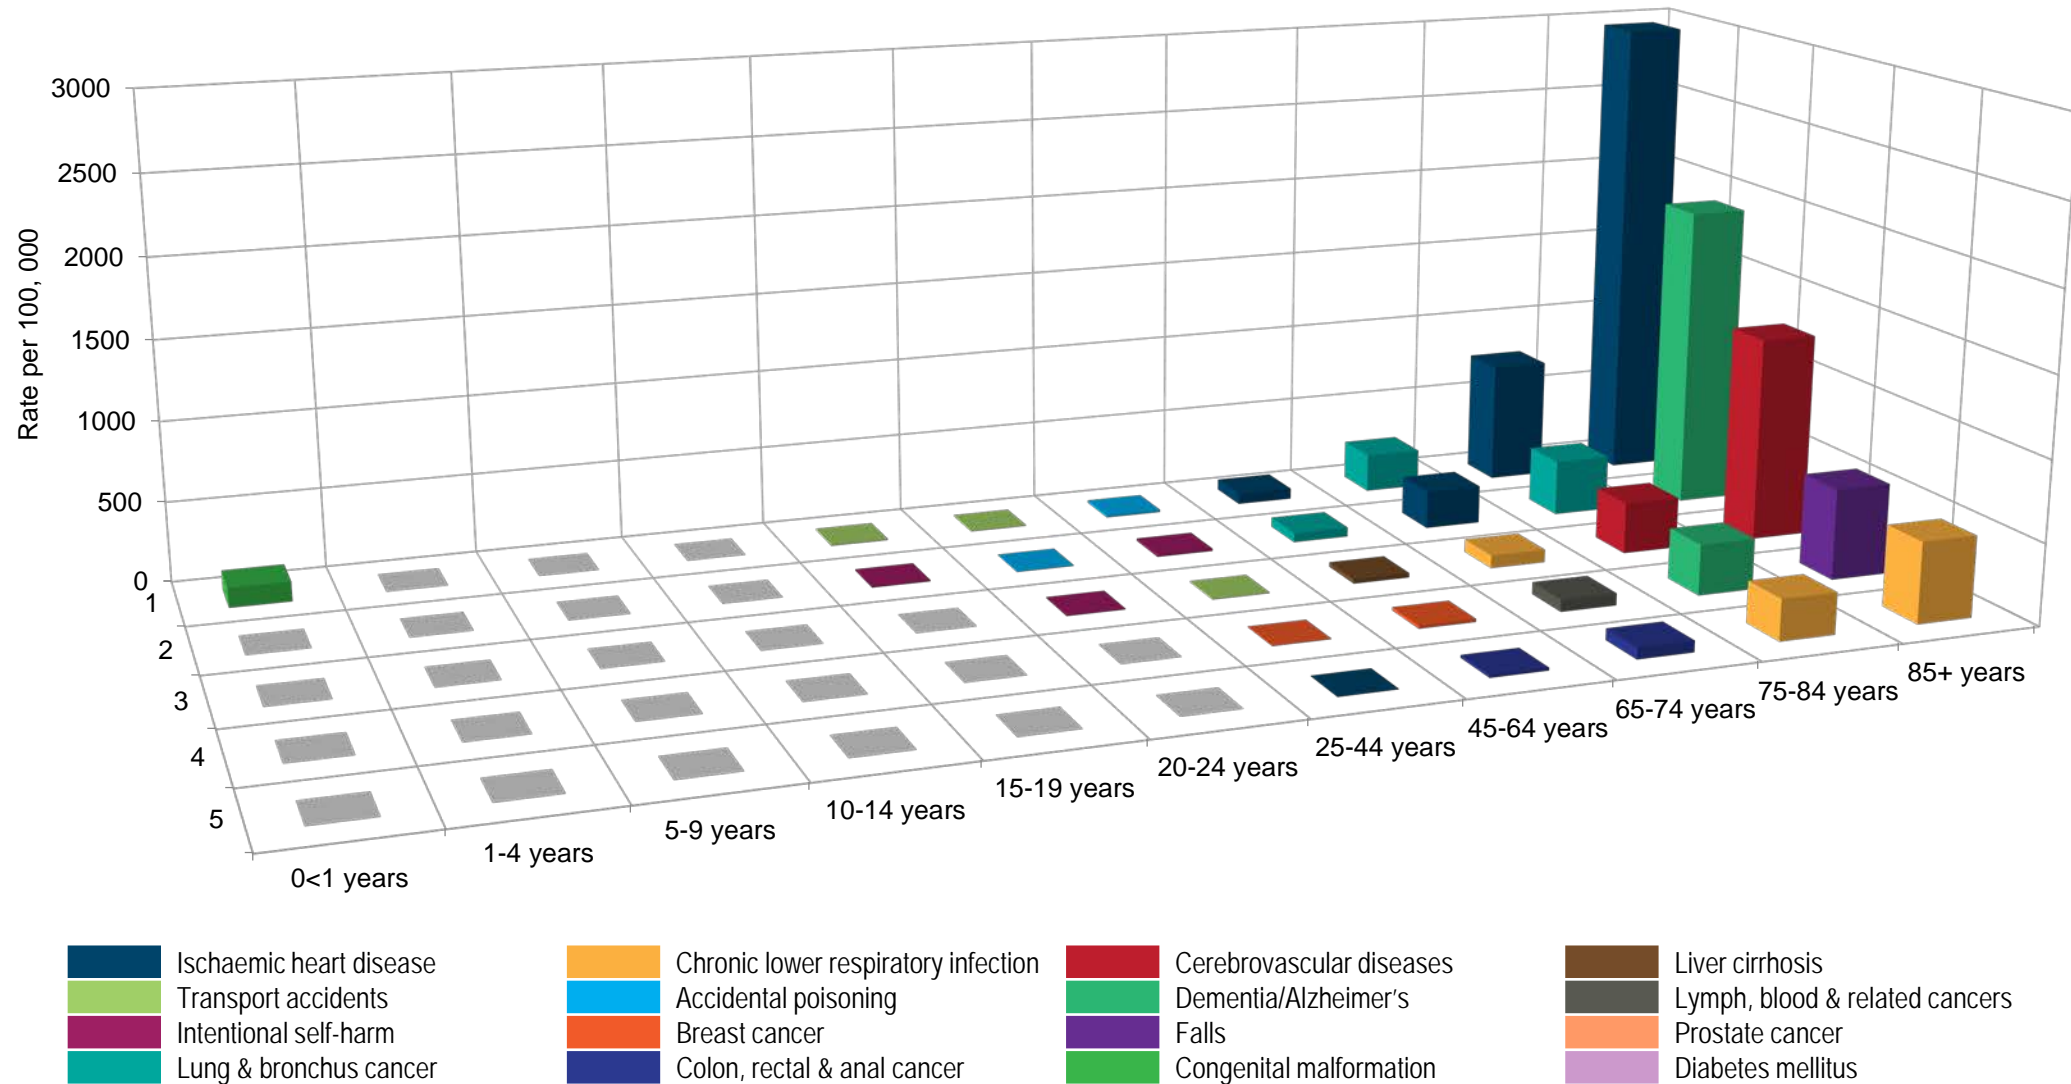 3000
2500
2000
1500
1000
500
0
Rate per 100, 000
1
2
3
4
5
0<1 years
1-4 years
5-9 years
10-14 years
15-19 years
20-24 years
25-44 years
45-64 years
65-74 years
75-84 years
85+ years
Ischaemic heart disease
Chronic lower respiratory infection
Cerebrovascular diseases
Liver cirrhosis
Transport accidents
Accidental poisoning
Dementia/Alzheimer’s
Lymph, blood & related cancers
Intentional self-harm
Breast cancer
Falls
Prostate cancer
Lung & bronchus cancer
Colon, rectal & anal cancer
Congenital malformation
Diabetes mellitus